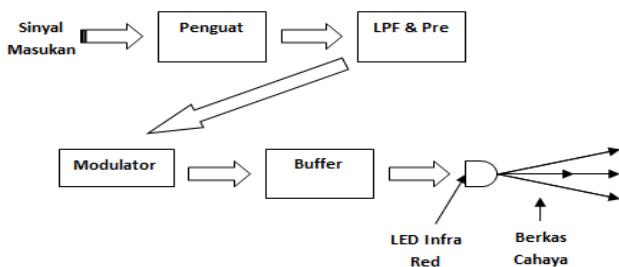 Sinyal
Masukan
Penguat
LPF & Pre
Modulator
Buffer
LED Infra
Red
Berkas
Cahaya